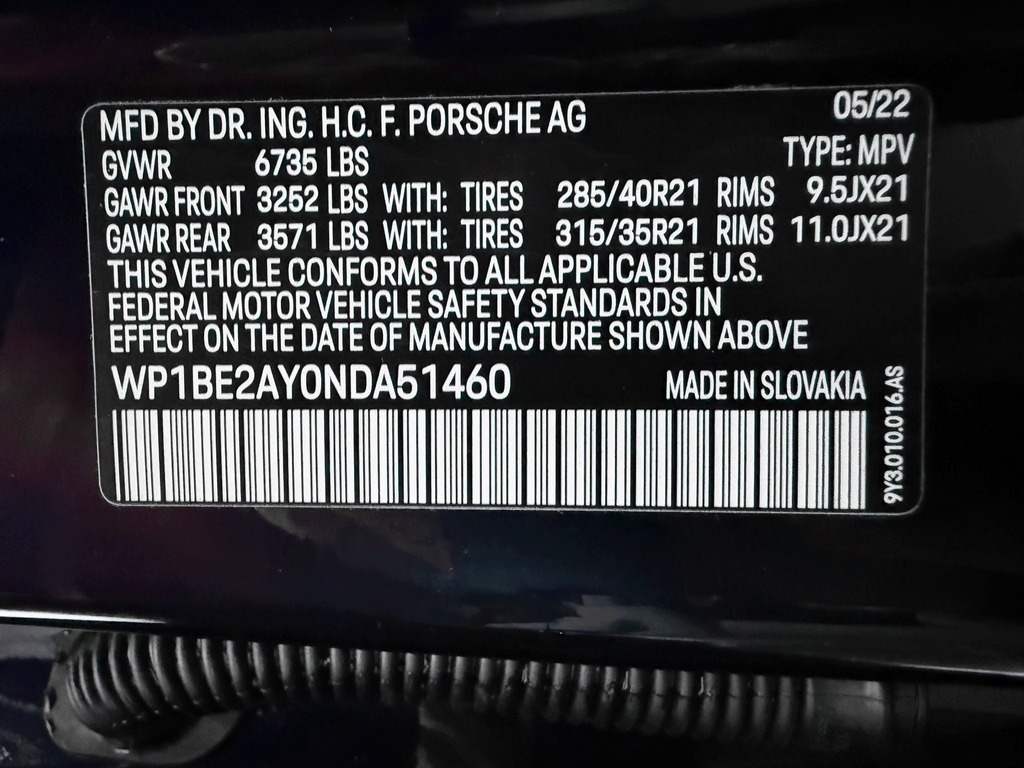 MFD BY DR. ING. H.C. F. PORSCHE AG 05/22
GVWR 6735 LBS TYPE: MPV
GAWR FRONT 3252 LBS WITH: TIRES 285/40R21 RIMS 9.5JX21
GAWR REAR 3571 LBS WITH: TIRES 315/35R21 RIMS 11.0JX21
THIS VEHICLE CONFORMS TO ALL APPLICABLE U.S.
FEDERAL MOTOR VEHICLE SAFETY STANDARDS IN
EFFECT ON THE DATE OF MANUFACTURE SHOWN ABOVE
WP1BE2AY0NDA51460 MADE IN SLOVAKIA
9Y3.010.016.AS